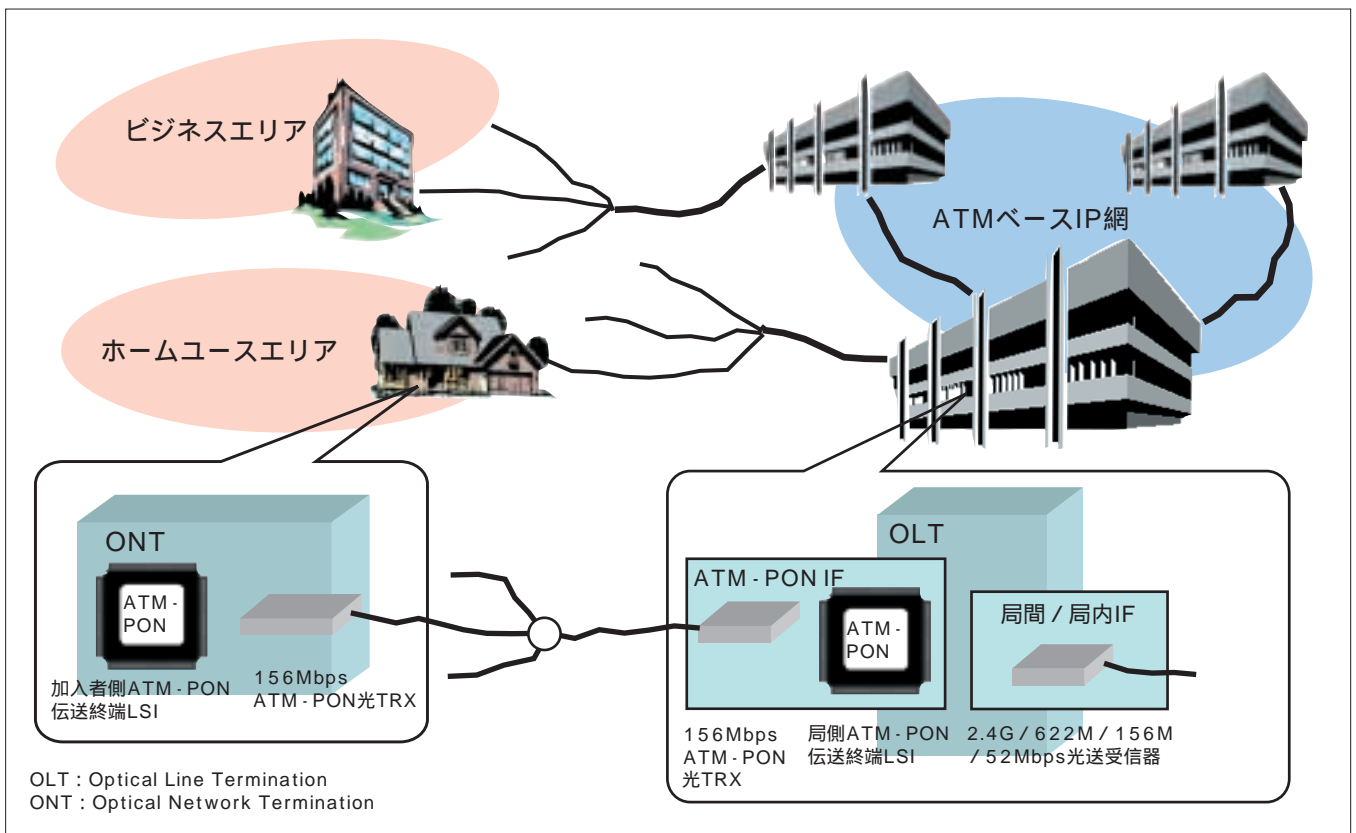 ビジネスエリア
ATMベースIP網
ホームユースエリア
ONT
ATM-
PON
加入者側ATM-PON
伝送終端LSI
156Mbps
ATM-PON光TRX
OLT
ATM-PON IF
ATM-
PON
局間/局内IF
156Mbps
ATM-PON
光TRX
局側ATM-PON
伝送終端LSI
2.4G/622M/156M
/52Mbps光送受信器
OLT:Optical Line Termination
ONT:Optical Network Termination